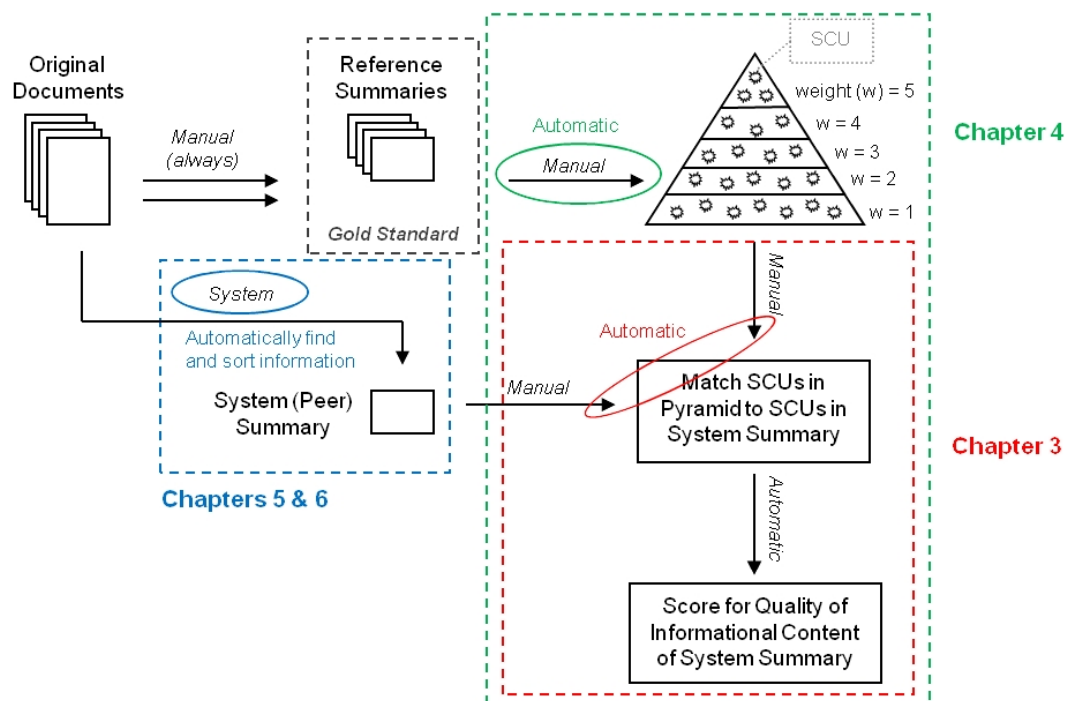 Original
Documents
Manual
(always)
Reference
Summaries
Gold Standard
Automatic
Manual
SCU
weight (w) = 5
w = 4
w = 3
w = 2
w = 1
Chapter 4
System
Automatically find
and sort information
System (Peer)
Summary
Chapters 5 & 6
Manual
Automatic
Manual
Match SCUs in
Pyramid to SCUs in
System Summary
Chapter 3
Automatic
Score for Quality of
Informational Content
of System Summary